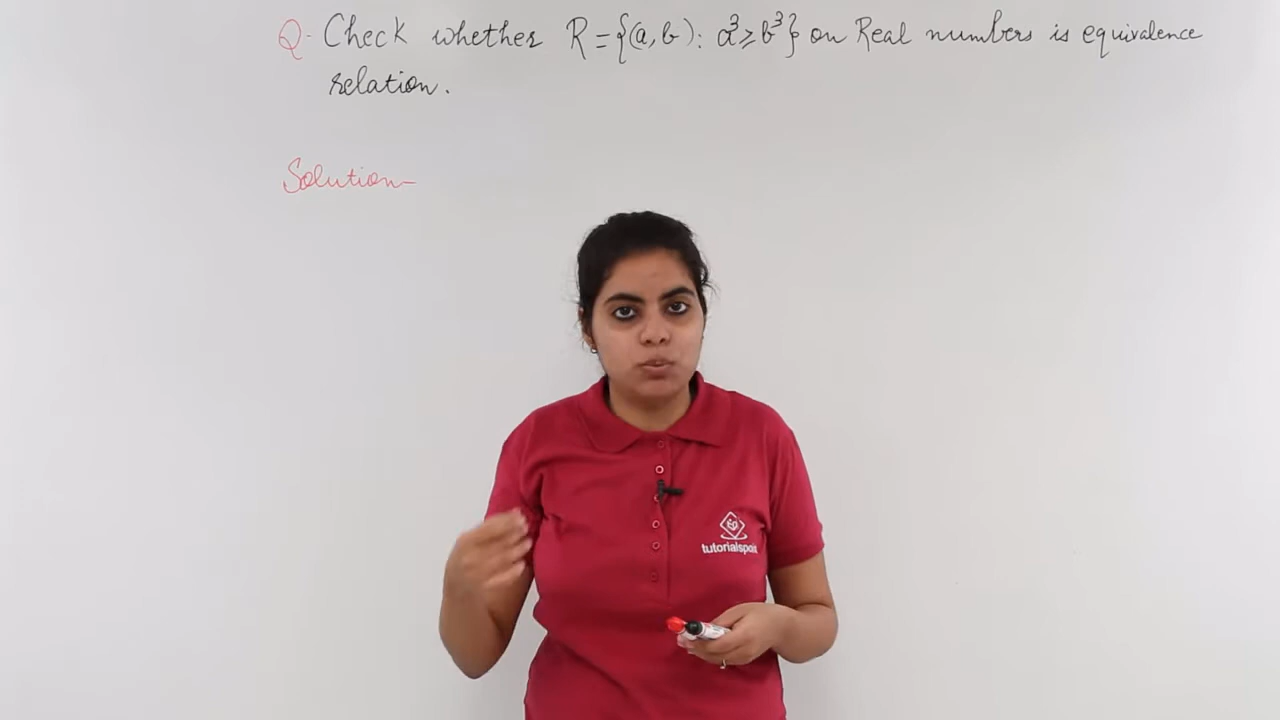 Q. Check whether R={(a,b): a³≥b³} on Real numbers is equivalence
relation.
Solution-
tutorialspoint